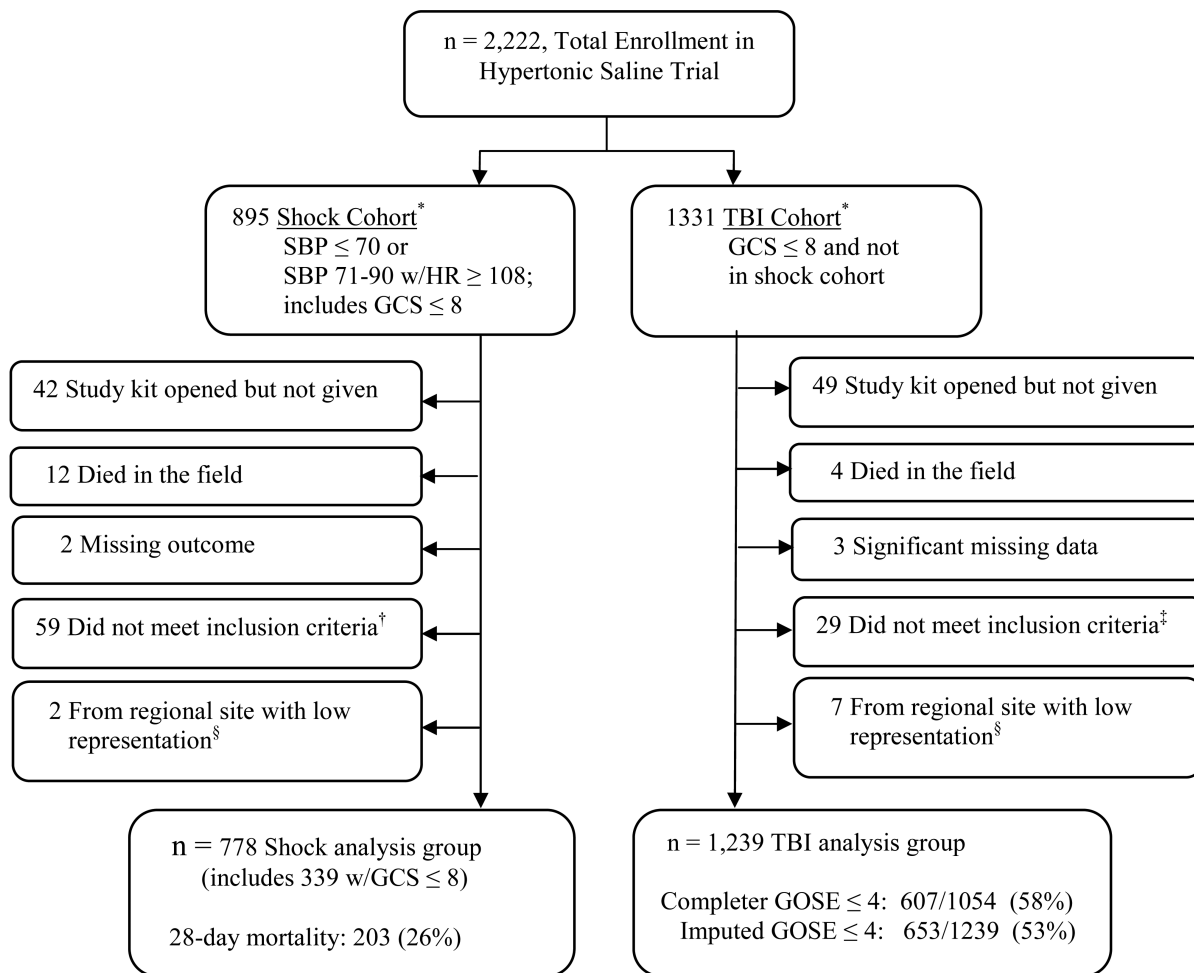 n = 2,222, Total Enrollment in
Hypertonic Saline Trial
895 Shock Cohort*
SBP ≤ 70 or
SBP 71-90 w/HR ≥ 108;
includes GCS ≤ 8
1331 TBI Cohort*
GCS ≤ 8 and not
in shock cohort
42 Study kit opened but not given
12 Died in the field
2 Missing outcome
59 Did not meet inclusion criteria†
2 From regional site with low
representation§
49 Study kit opened but not given
4 Died in the field
3 Significant missing data
29 Did not meet inclusion criteria‡
7 From regional site with low
representation§
n = 778 Shock analysis group
(includes 339 w/GCS ≤ 8)
28-day mortality: 203 (26%)
n = 1,239 TBI analysis group
Completer GOSE ≤ 4: 607/1054 (58%)
Imputed GOSE ≤ 4: 653/1239 (53%)